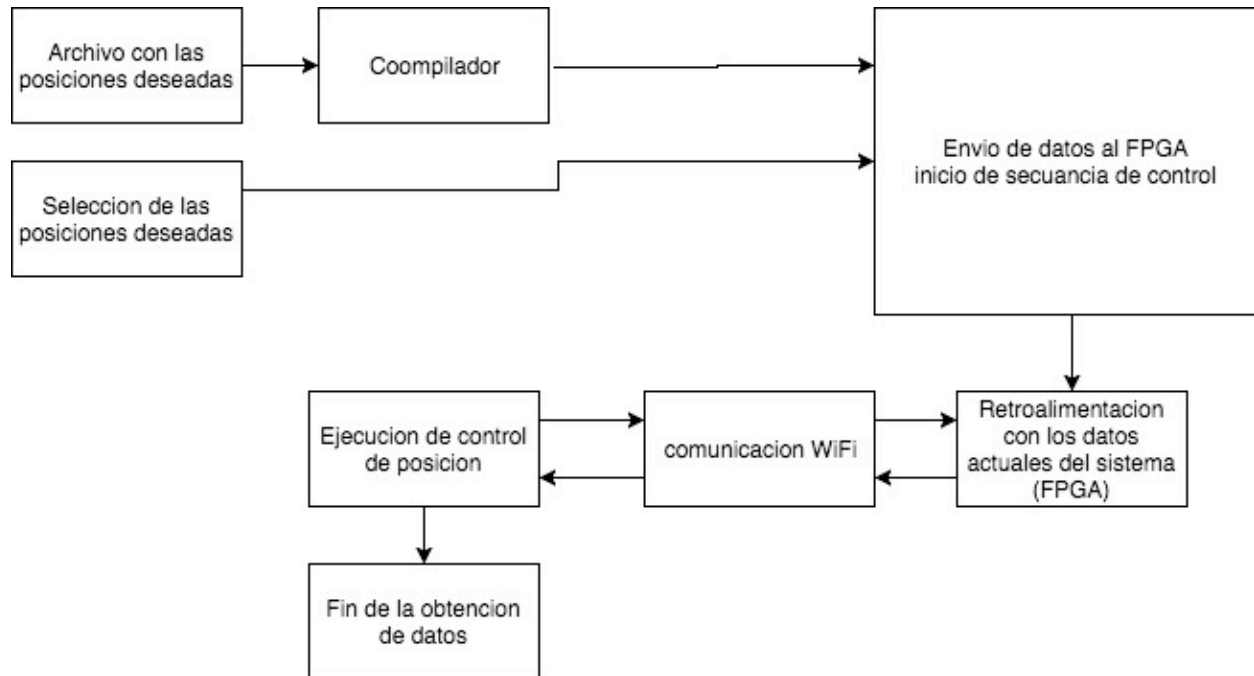 Archivo con las
posiciones deseadas
Coompilador
Envio de datos al FPGA
inicio de secuancia de control
Seleccion de las
posiciones deseadas
Ejecucion de control
de posicion
comunicacion WiFi
Retroalimentacion
con los datos
actuales del sistema
(FPGA)
Fin de la obtencion
de datos